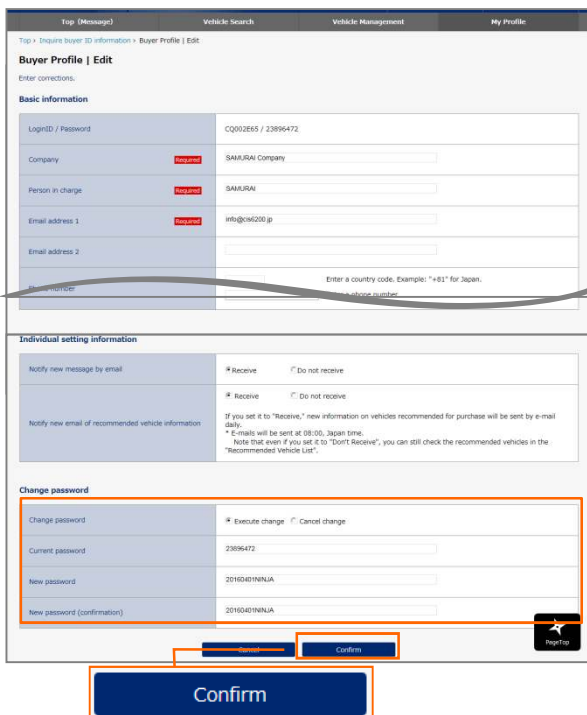 Top (Message) Vehicle Search Vehicle Management My Profile
Top › Inquire buyer ID information › Buyer Profile | Edit
Buyer Profile | Edit
Enter corrections.
Basic information
LoginID / Password CQ002E65 / 23896472
Company Required SAMURAI Company
Person in charge Required SAMURAI
Email address 1 Required info@cis6200.jp
Email address 2
Enter a country code. Example: "+81" for Japan.
number a phone number
Individual setting information
Notify new message by email Receive Do not receive
Receive Do not receive
Notify new email of recommended vehicle information
If you set it to "Receive," new information on vehicles recommended for purchase will be sent by e-mail
daily.
* E-mails will be sent at 08:00, Japan time.
Note that even if you set it to "Don't Receive", you can still check the recommended vehicles in the
"Recommended Vehicle List".
Change password
Change password Execute change Cancel change
Current password 23896472
New password 20160401NINJA
New password (confirmation) 20160401NINJA
Cancel Confirm
PageTop
Confirm